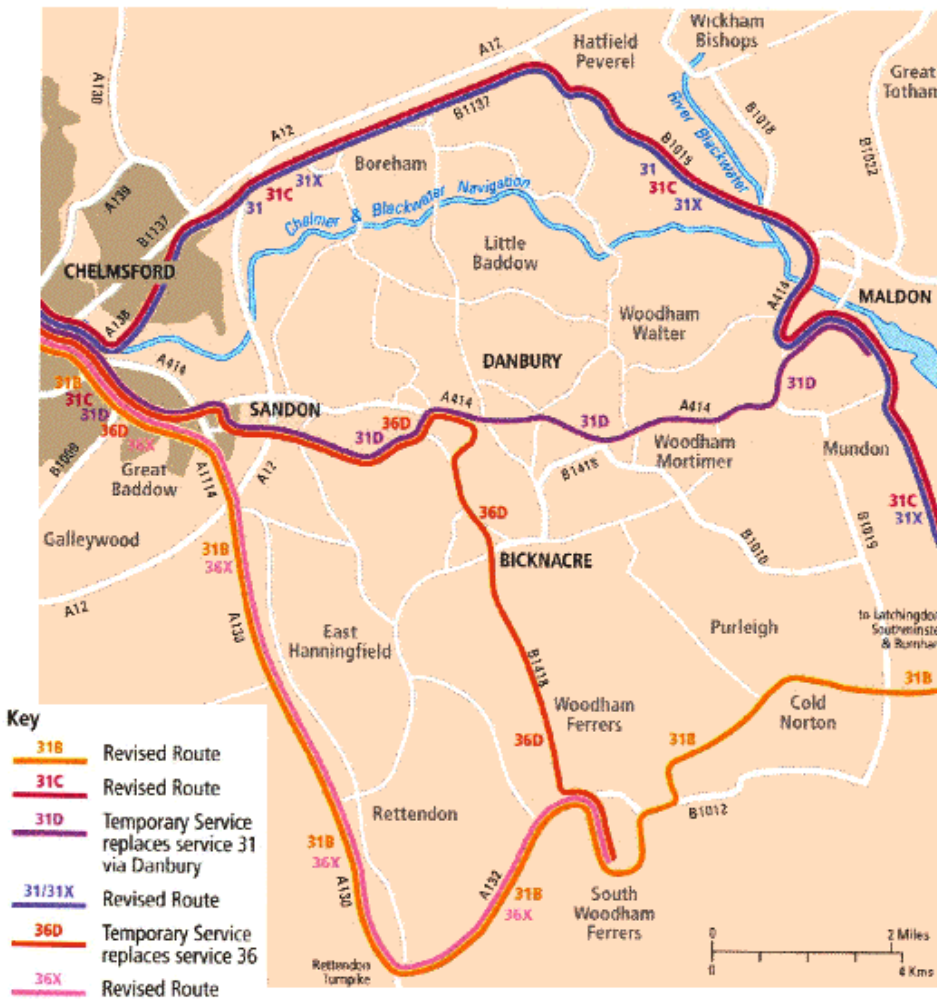 Wickham
Bishops
Hatfield
Peverel
A12
Great
Totham
A130
B1137
River Blackwater
B1018
A12
B1022
Boreham
B1019
31
31C
31X
31X
31C
31
A139
B1137
Chelmer & Blackwater Navigation
Little
Baddow
CHELMSFORD
A414
MALDON
A138
Woodham
Walter
A414
DANBURY
31B
31C
31D
36D
36X
SANDON
36D
A414
31D
31D
31D
A414
Woodham
Mortimer
Mundon
B1009
Great
Baddow
A1114
A12
B1418
31C
31X
Galleywood
36D
B1019
31B
36X
BICKNACRE
B1010
A12
A130
East
Hanningfield
Purleigh
to Latchingdon
Southminster
& Burnham
B1418
31B
Key
Woodham
Ferrers
Cold
Norton
31B
Revised Route
36D
31B
31C
Revised Route
B1012
31D
Temporary Service
replaces service 31
via Danbury
Rettendon
31B
36X
31/31X
Revised Route
A130
A132
31B
36X
South
Woodham
Ferrers
36D
Temporary Service
replaces service 36
0 2 Miles
0 4 Kms
Rettendon
Turnpike
36X
Revised Route